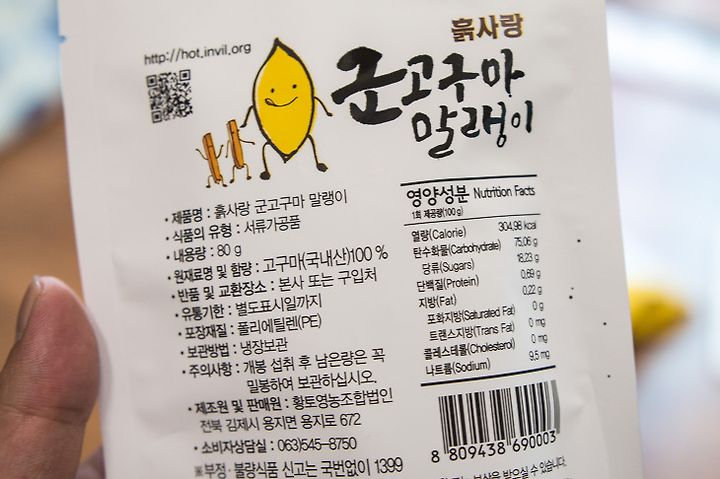 흙사랑
http://hot.invil.org
군고구마
말랭이
• 제품명 : 흙사랑 군고구마 말랭이
• 식품의 유형 : 서류가공품
• 내용량 : 80 g
• 원재료명 및 함량 : 고구마(국내산)100 %
• 반품 및 교환장소 : 본사 또는 구입처
• 유통기한 : 별도표시일까지
• 포장재질 : 폴리에틸렌(PE)
• 보관방법 : 냉장보관
• 주의사항 : 개봉 섭취 후 남은량은 꼭
밀봉하여 보관하십시오.
• 제조원 및 판매원 : 황토영농조합법인
전북 김제시 용지면 용지로 672
• 소비자상담실 : 063)545-8750
※부정·불량식품 신고는 국번없이 1399
영양성분 Nutrition Facts
1회 제공량(100 g)
열량(Calorie) 304.98 kcal
탄수화물(Carbohydrate) 75.06 g
당류(Sugars) 18.23 g
단백질(Protein) 0.69 g
지방(Fat) 0.22 g
포화지방(Saturated Fat) 0 g
트랜스지방(Trans Fat) 0 mg
콜레스테롤(Cholesterol) 0 mg
나트륨(Sodium) 9.5 mg
8 809438 690003
보상을 받으실 수 있